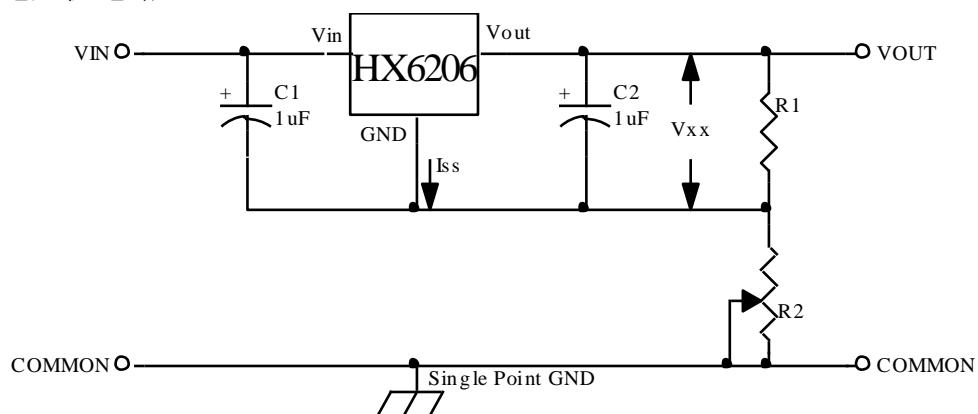 VIN
Vin
HX6206
Vout
VOUT
+
C1
1uF
GND
Iss
+
C2
1uF
Vxx
R1
R2
COMMON
Single Point GND
COMMON